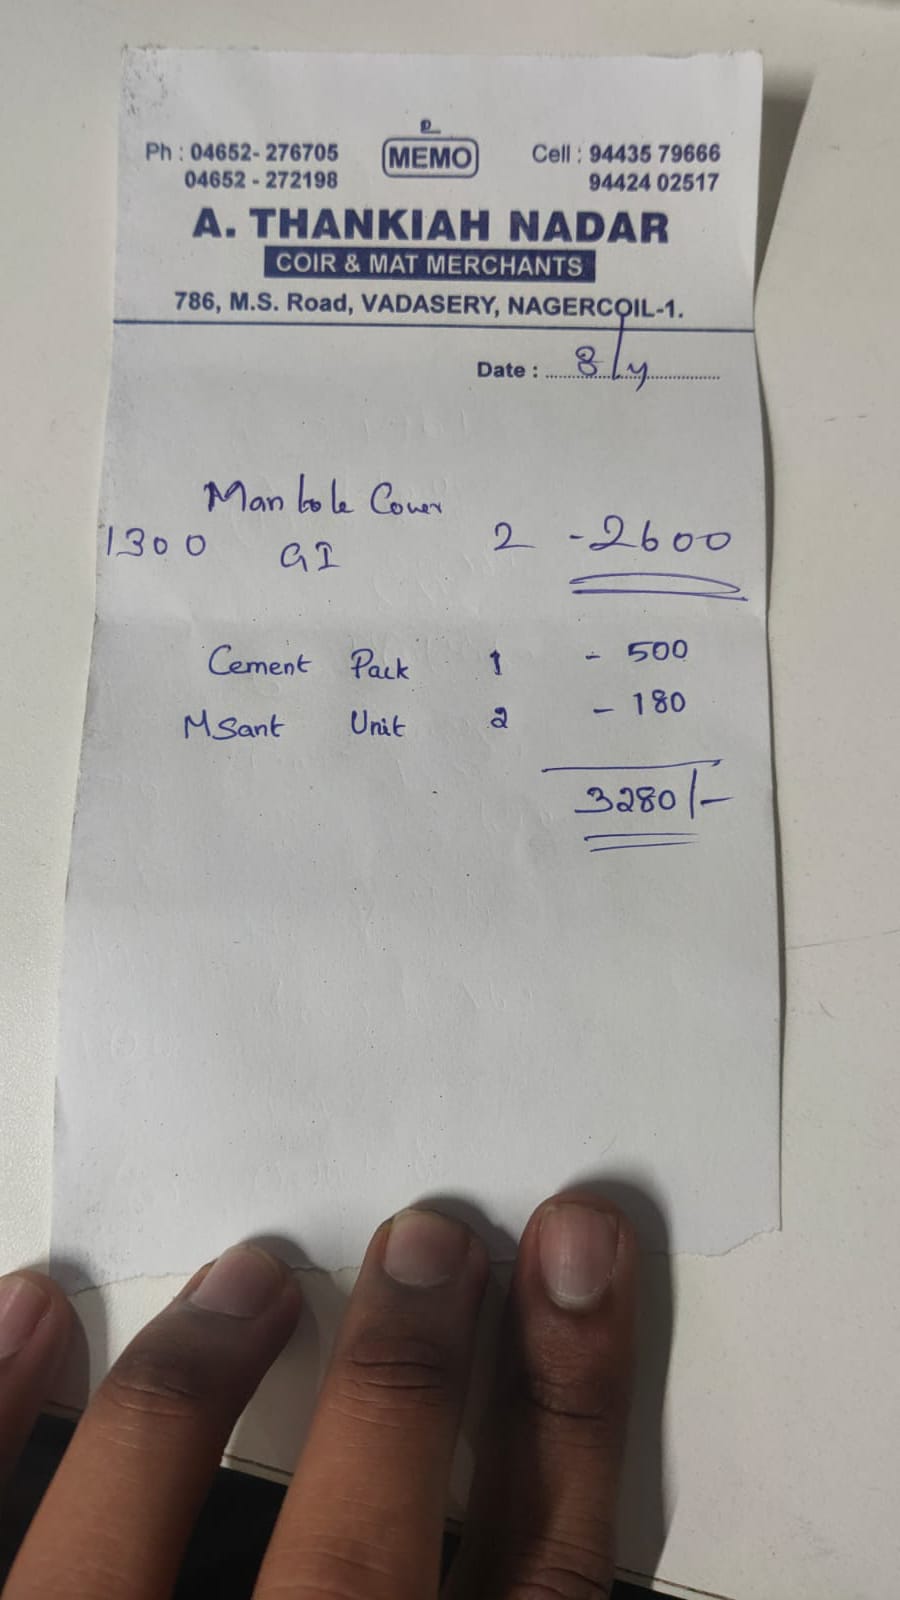 உ
Ph : 04652- 276705 MEMO Cell : 94435 79666
04652 - 272198 94424 02517
A. THANKIAH NADAR
COIR & MAT MERCHANTS
786, M.S. Road, VADASERY, NAGERCOIL-1.
Date : 8/4
Manhole Cover
1300 GI 2 - 2600
Cement Pack 1 - 500
MSant Unit 2 - 180
3280/-